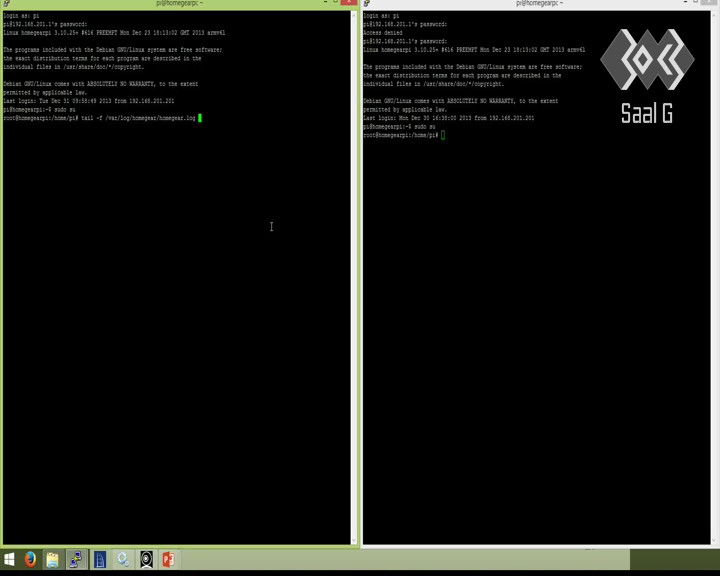 pi@homegearpi: ~
login as: pi
pi@192.168.201.1's password:
Linux homegearpi 3.10.25+ #616 PREEMPT Mon Dec 23 18:13:02 GMT 2013 armv6l
The programs included with the Debian GNU/Linux system are free software;
the exact distribution terms for each program are described in the
individual files in /usr/share/doc/*/copyright.
Debian GNU/Linux comes with ABSOLUTELY NO WARRANTY, to the extent
permitted by applicable law.
Last login: Tue Dec 31 09:58:49 2013 from 192.168.201.201
pi@homegearpi:~$ sudo su
root@homegearpi:/home/pi# tail -f /var/log/homegear/homegear.log
pi@homegearpi: ~
login as: pi
pi@192.168.201.1's password:
Access denied
pi@192.168.201.1's password:
Linux homegearpi 3.10.25+ #616 PREEMPT Mon Dec 23 18:13:02 GMT 2013 armv6l
The programs included with the Debian GNU/Linux system are free software;
the exact distribution terms for each program are described in the
individual files in /usr/share/doc/*/copyright.
Debian GNU/Linux comes with ABSOLUTELY NO WARRANTY, to the extent
permitted by applicable law.
Last login: Mon Dec 30 16:38:00 2013 from 192.168.201.201
pi@homegearpi:~$ sudo su
root@homegearpi:/home/pi#
Saal G